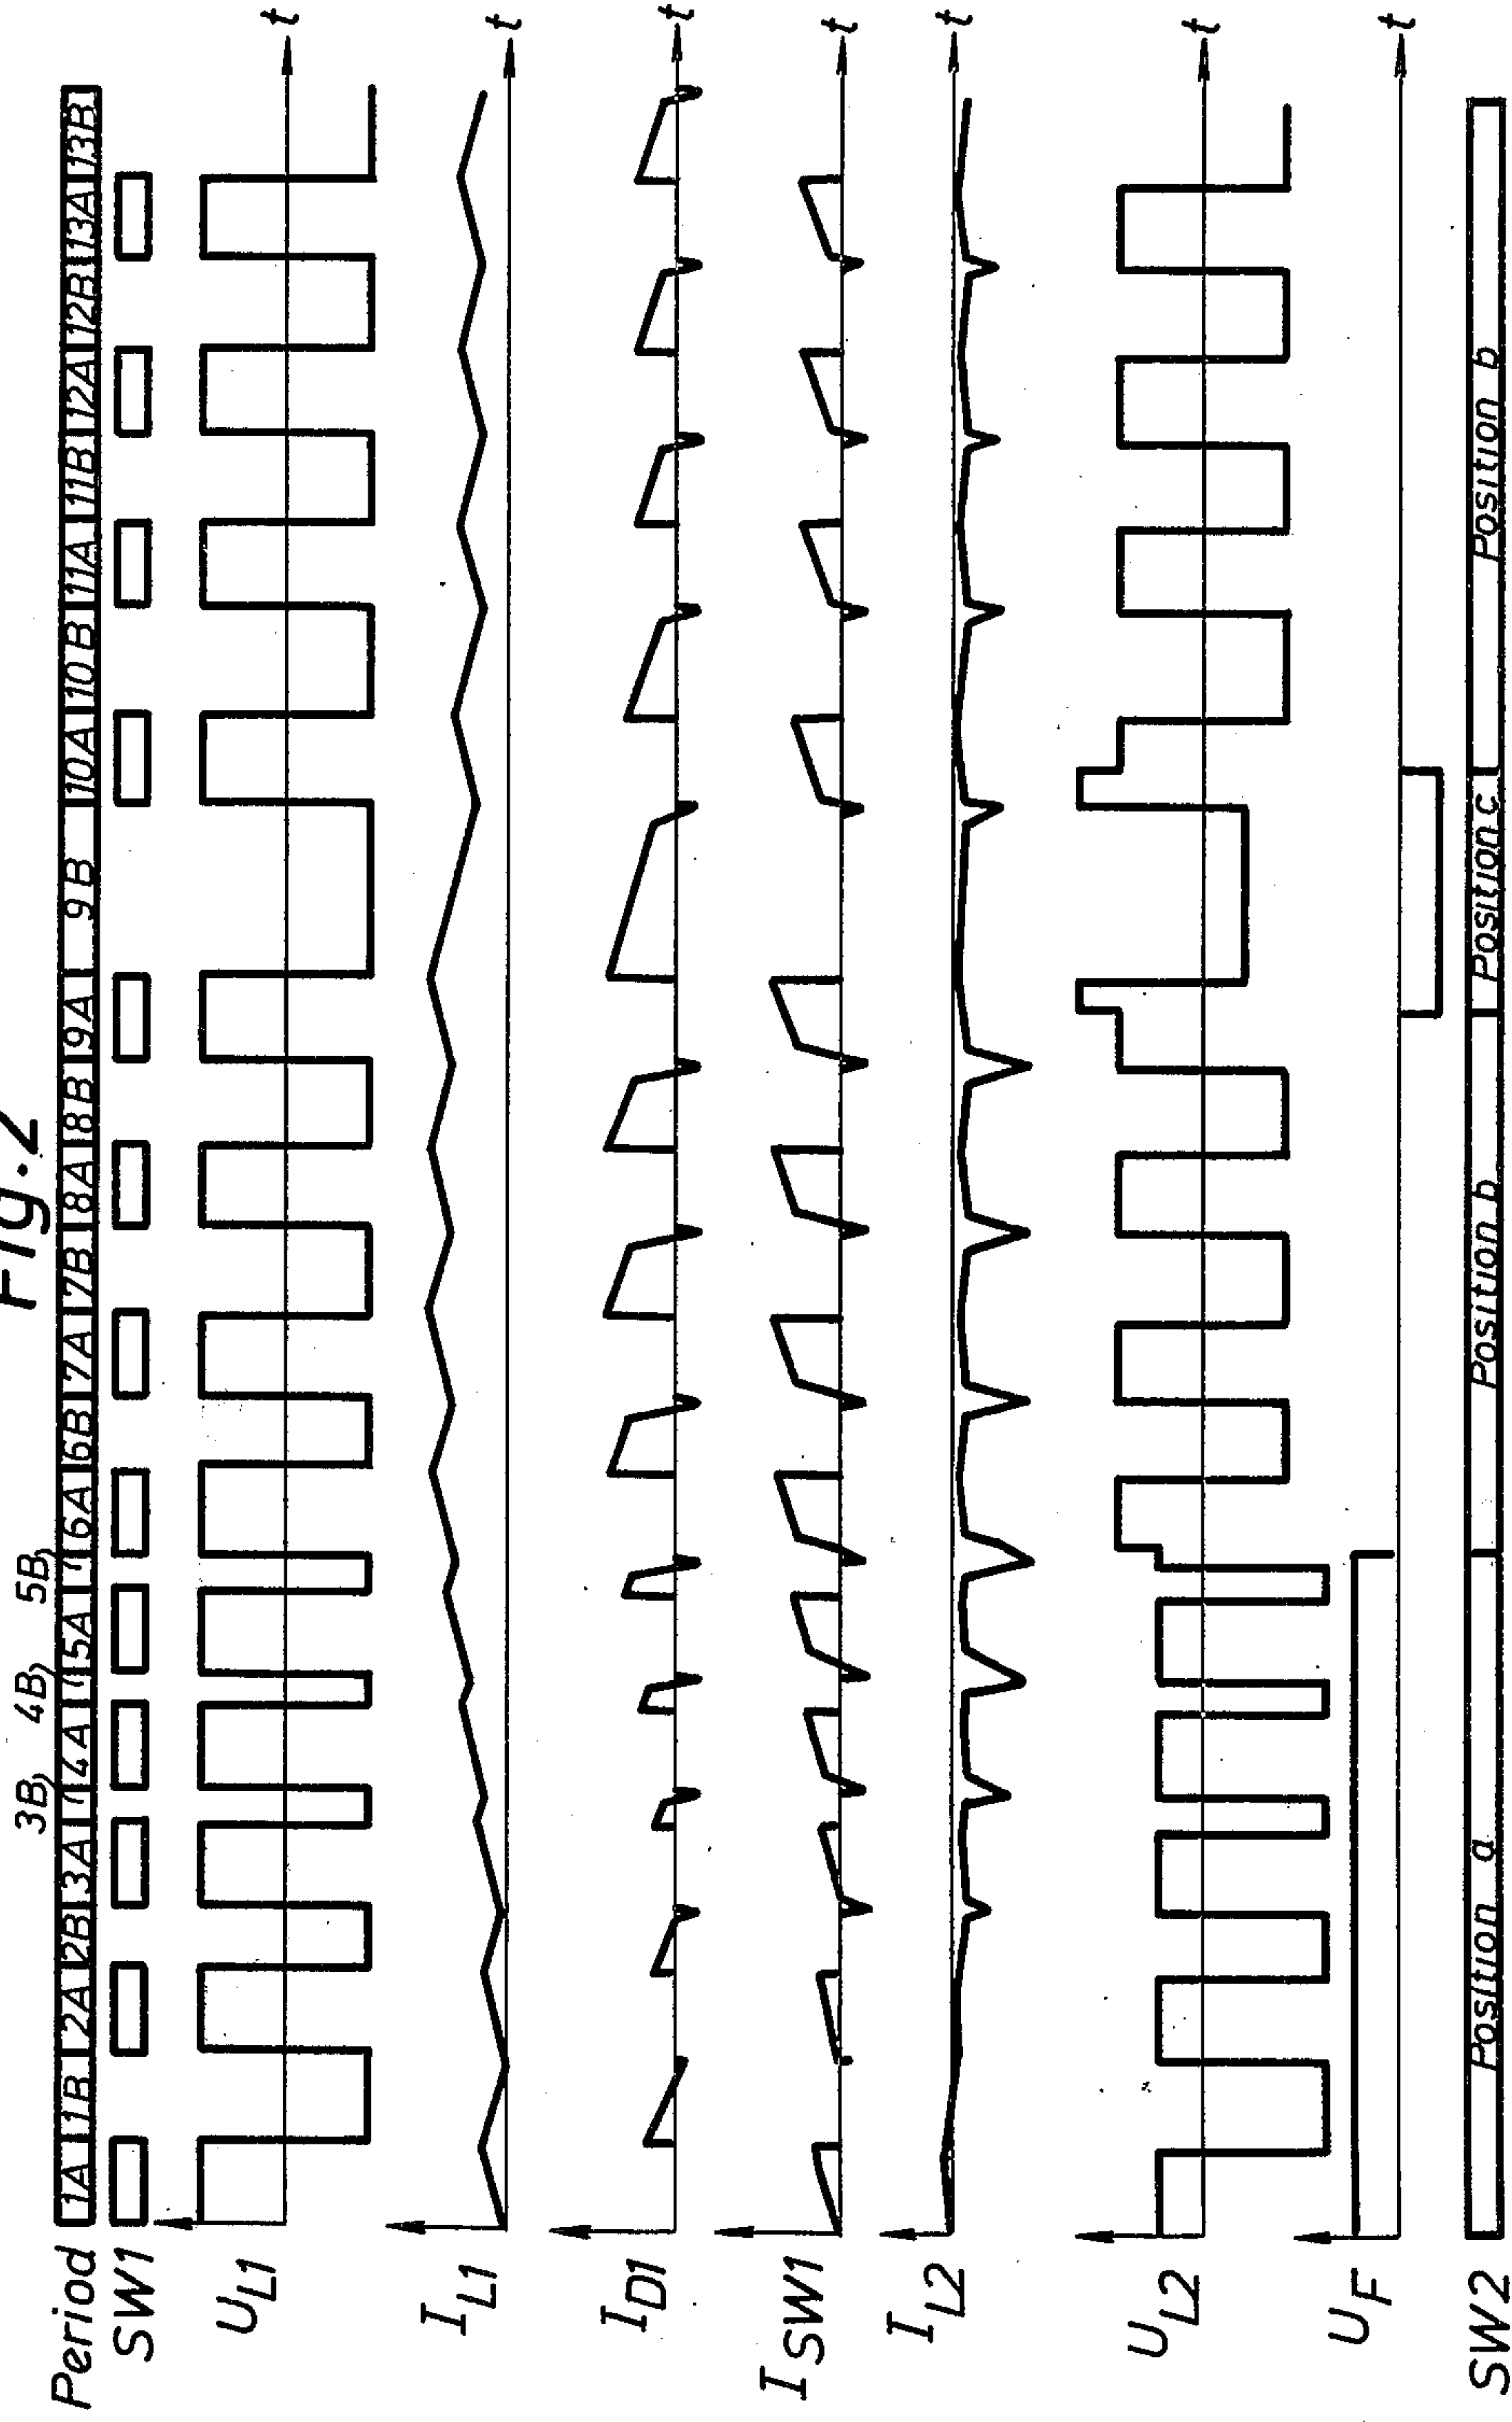 Fig. 2
3B, 4B, 5B,
Period 1A 1B 2A 2B 3A 4A 5A 6A 6B 7A 7B 8A 8B 9A 9B 10A 10B 11A 11B 12A 12B 13A 13B
SW1
U_L1 t
I_L1 t
I_D1 t
I_SW1 t
I_L2 t
U_L2 t
U_F t
SW2 Position a Position b Position c Position b